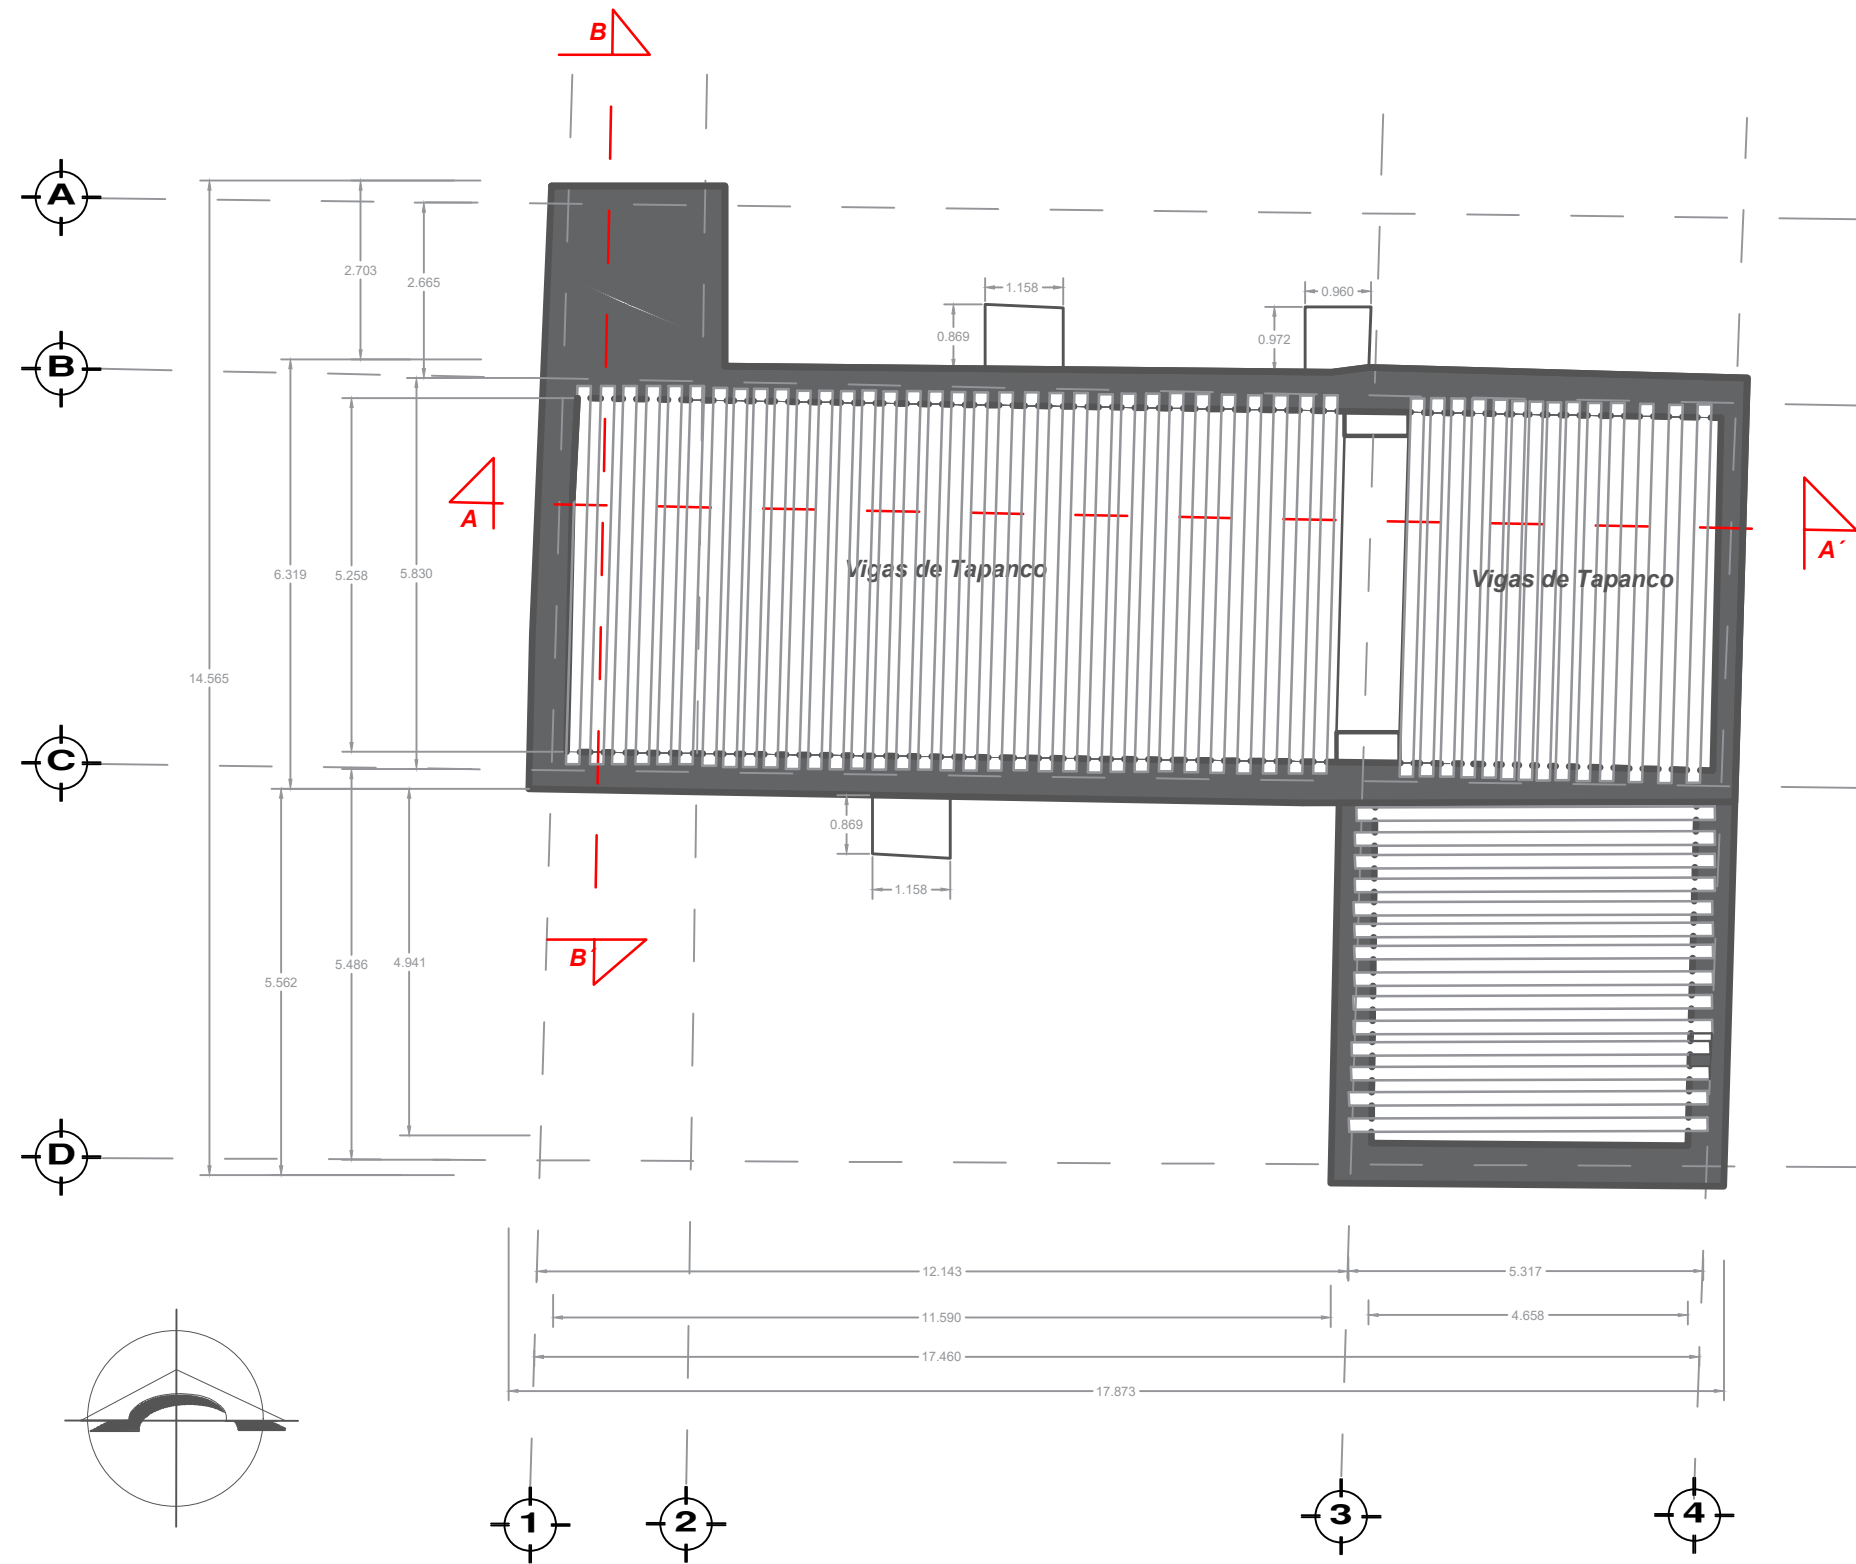 B
A
2.703
2.665
1.158
0.960
0.869
0.972
B
A
A´
Vigas de Tapanco
Vigas de Tapanco
6.319
5.258
5.830
14.565
C
0.869
1.158
B´
5.562
5.486
4.941
D
12.143
5.317
11.590
4.658
17.460
17.873
1
2
3
4